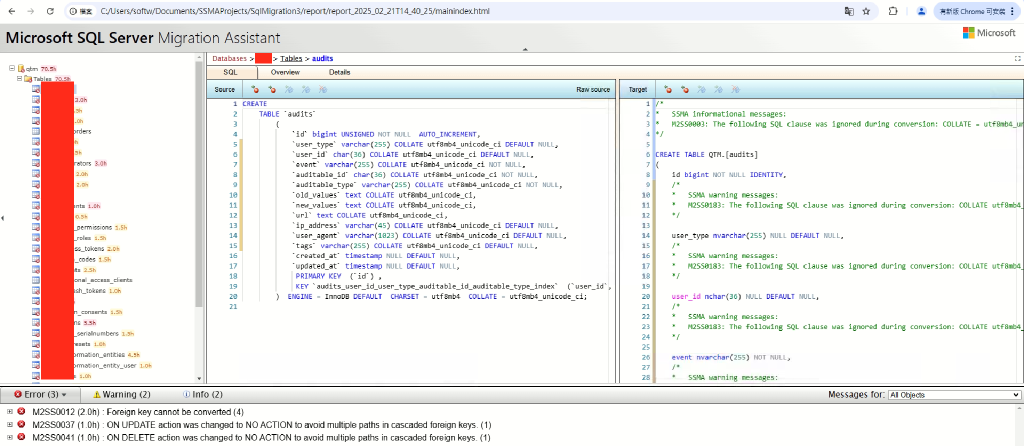 檔案 C:/Users/softw/Documents/SSMAProjects/SqlMigration3/report/report_2025_02_21T14_40_25/mainindex.html
有新版 Chrome 可安裝
Microsoft SQL Server Migration Assistant
Microsoft
qtm 70.5h
Tables 70.5h
3.0h
.5h
.0h
orders
.5h
rators 3.0h
2.0h
2.0h
nts 1.0h
0.5h
_permissions 1.5h
_roles 1.5h
ss_tokens 2.0h
_codes 1.5h
ts 2.5h
onal_access_clients
sh_tokens 1.0h
n_consents 1.5h
ns 5.5h
_serialnumbers 1.5h
resets 1.0h
ormation_entities 4.5h
ormation_entity_user 1.0h
s 1.0h
Databases > > Tables > audits
SQL Overview Details
Source Raw source
1 CREATE
2 TABLE `audits`
3 (
4 `id` bigint UNSIGNED NOT NULL AUTO_INCREMENT,
5 `user_type` varchar(255) COLLATE utf8mb4_unicode_ci DEFAULT NULL,
6 `user_id` char(36) COLLATE utf8mb4_unicode_ci DEFAULT NULL,
7 `event` varchar(255) COLLATE utf8mb4_unicode_ci NOT NULL,
8 `auditable_id` char(36) COLLATE utf8mb4_unicode_ci NOT NULL,
9 `auditable_type` varchar(255) COLLATE utf8mb4_unicode_ci NOT NULL,
10 `old_values` text COLLATE utf8mb4_unicode_ci,
11 `new_values` text COLLATE utf8mb4_unicode_ci,
12 `url` text COLLATE utf8mb4_unicode_ci,
13 `ip_address` varchar(45) COLLATE utf8mb4_unicode_ci DEFAULT NULL,
14 `user_agent` varchar(1023) COLLATE utf8mb4_unicode_ci DEFAULT NULL,
15 `tags` varchar(255) COLLATE utf8mb4_unicode_ci DEFAULT NULL,
16 `created_at` timestamp NULL DEFAULT NULL,
17 `updated_at` timestamp NULL DEFAULT NULL,
18 PRIMARY KEY (`id`) ,
19 KEY `audits_user_id_user_type_auditable_id_auditable_type_index` (`user_id`,
20 ) ENGINE = InnoDB DEFAULT CHARSET = utf8mb4 COLLATE = utf8mb4_unicode_ci;
21
Target
1 /*
2 * SSMA informational messages:
3 * M2SS0003: The following SQL clause was ignored during conversion: COLLATE = utf8mb4_un
4 */
5
6 CREATE TABLE QTM.[audits]
7 (
8 id bigint NOT NULL IDENTITY,
9 /*
10 * SSMA warning messages:
11 * M2SS0183: The following SQL clause was ignored during conversion: COLLATE utf8mb4_
12 */
13
14 user_type nvarchar(255) NULL DEFAULT NULL,
15 /*
16 * SSMA warning messages:
17 * M2SS0183: The following SQL clause was ignored during conversion: COLLATE utf8mb4_
18 */
19
20 user_id nchar(36) NULL DEFAULT NULL,
21 /*
22 * SSMA warning messages:
23 * M2SS0183: The following SQL clause was ignored during conversion: COLLATE utf8mb4_
24 */
25
26 event nvarchar(255) NOT NULL,
27 /*
28 * SSMA warning messages:
Error (3) Warning (2) Info (2) Messages for: All Objects
M2SS0012 (2.0h) : Foreign key cannot be converted (4)
M2SS0037 (1.0h) : ON UPDATE action was changed to NO ACTION to avoid multiple paths in cascaded foreign keys. (1)
M2SS0041 (1.0h) : ON DELETE action was changed to NO ACTION to avoid multiple paths in cascaded foreign keys. (1)